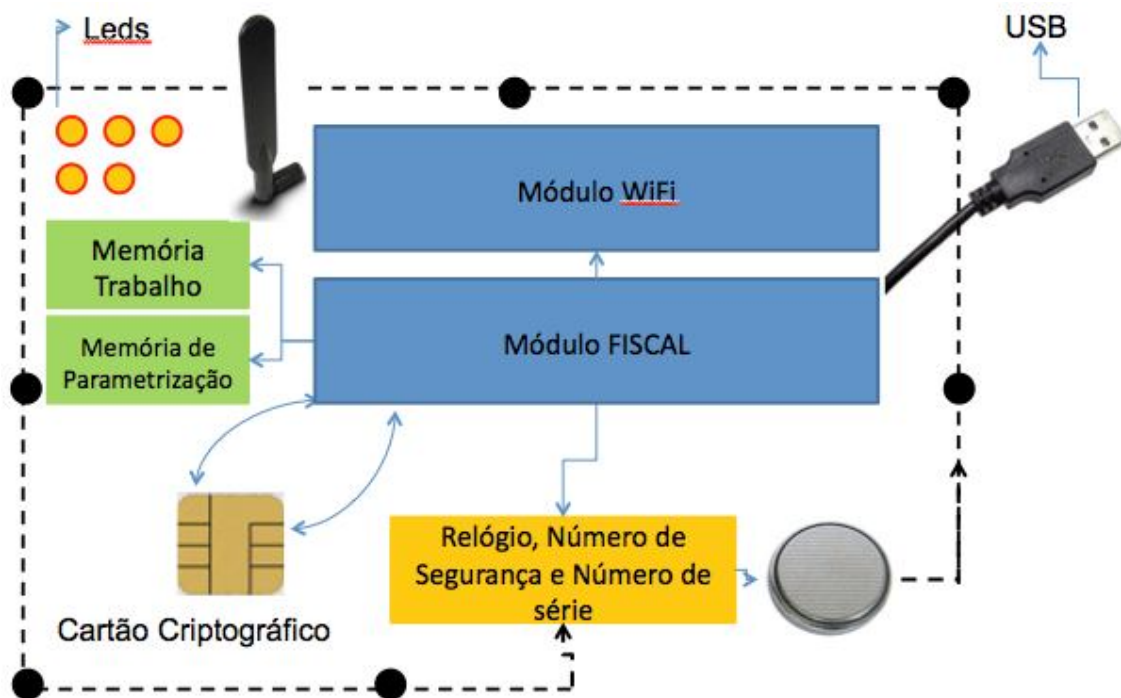 Leds
USB
Módulo WiFi
Memória
Trabalho
Módulo FISCAL
Memória de
Parametrização
Relógio, Número de
Segurança e Número de
série
Cartão Criptográfico